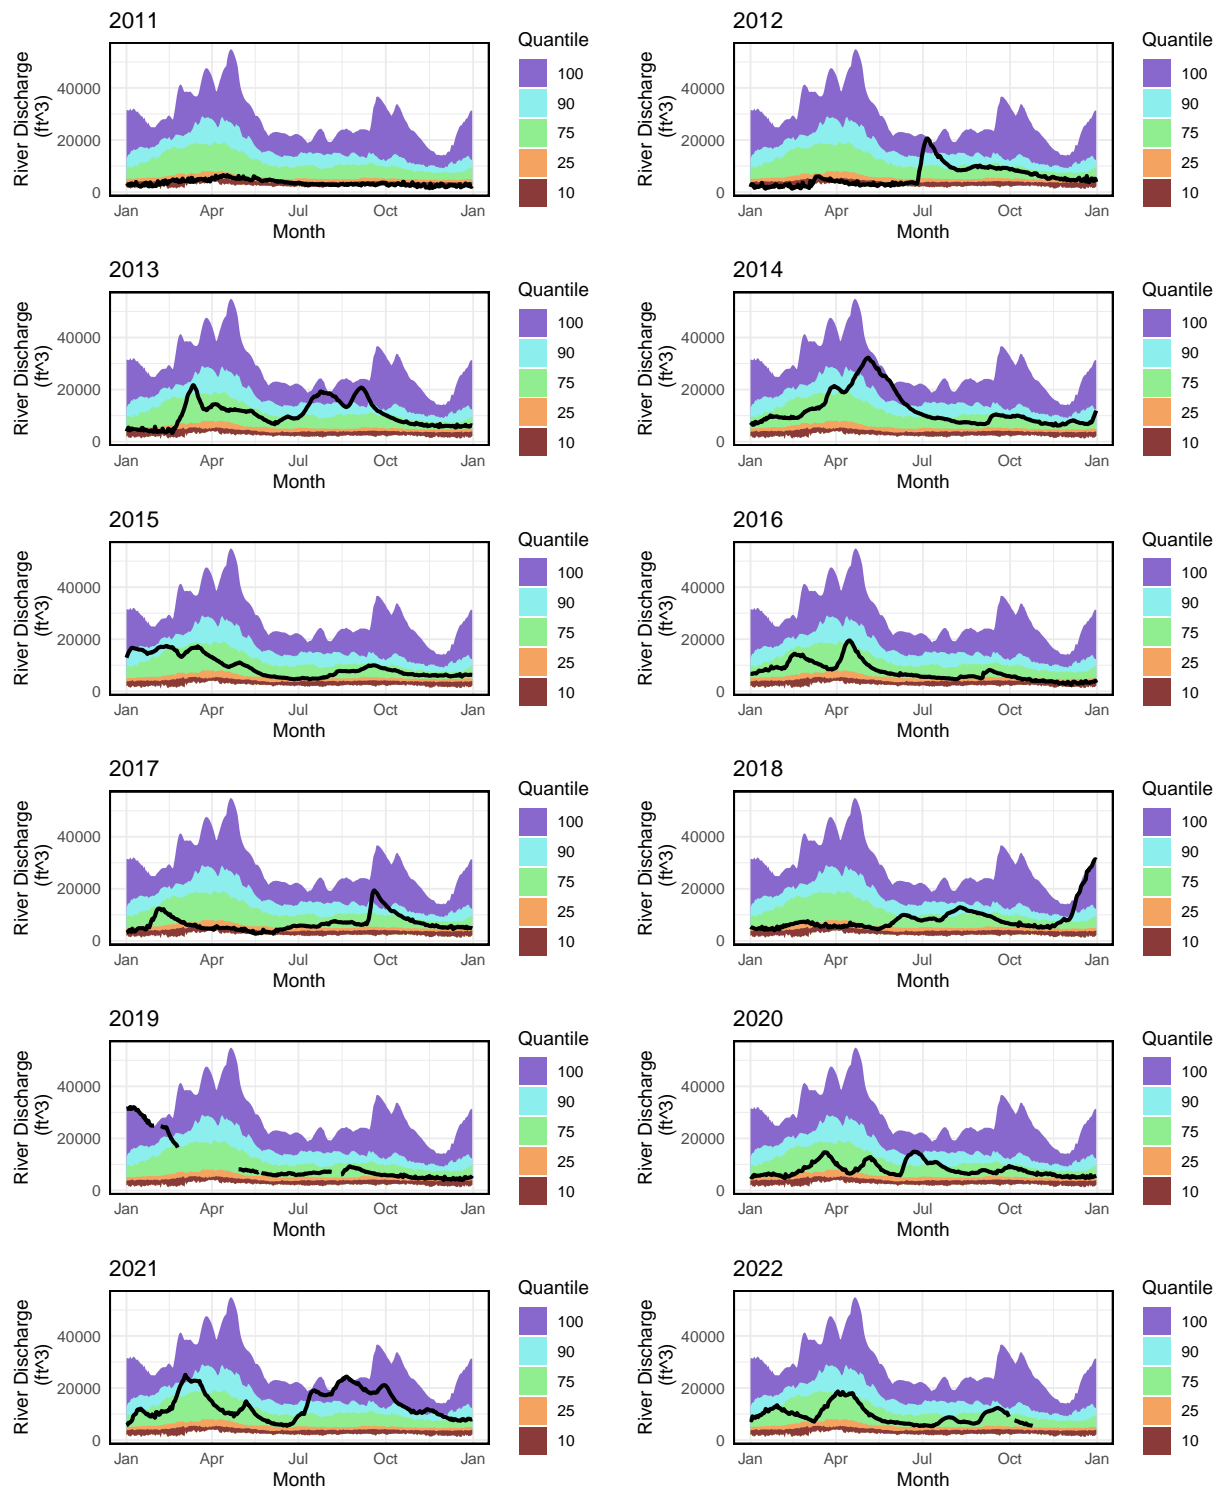 2011
River Discharge
(ft^3)
40000
20000
0
Jan
Apr
Jul
Oct
Jan
Month
Quantile
100
90
75
25
10
2012
River Discharge
(ft^3)
40000
20000
0
Jan
Apr
Jul
Oct
Jan
Month
Quantile
100
90
75
25
10
2013
River Discharge
(ft^3)
40000
20000
0
Jan
Apr
Jul
Oct
Jan
Month
Quantile
100
90
75
25
10
2014
River Discharge
(ft^3)
40000
20000
0
Jan
Apr
Jul
Oct
Jan
Month
Quantile
100
90
75
25
10
2015
River Discharge
(ft^3)
40000
20000
0
Jan
Apr
Jul
Oct
Jan
Month
Quantile
100
90
75
25
10
2016
River Discharge
(ft^3)
40000
20000
0
Jan
Apr
Jul
Oct
Jan
Month
Quantile
100
90
75
25
10
2017
River Discharge
(ft^3)
40000
20000
0
Jan
Apr
Jul
Oct
Jan
Month
Quantile
100
90
75
25
10
2018
River Discharge
(ft^3)
40000
20000
0
Jan
Apr
Jul
Oct
Jan
Month
Quantile
100
90
75
25
10
2019
River Discharge
(ft^3)
40000
20000
0
Jan
Apr
Jul
Oct
Jan
Month
Quantile
100
90
75
25
10
2020
River Discharge
(ft^3)
40000
20000
0
Jan
Apr
Jul
Oct
Jan
Month
Quantile
100
90
75
25
10
2021
River Discharge
(ft^3)
40000
20000
0
Jan
Apr
Jul
Oct
Jan
Month
Quantile
100
90
75
25
10
2022
River Discharge
(ft^3)
40000
20000
0
Jan
Apr
Jul
Oct
Jan
Month
Quantile
100
90
75
25
10